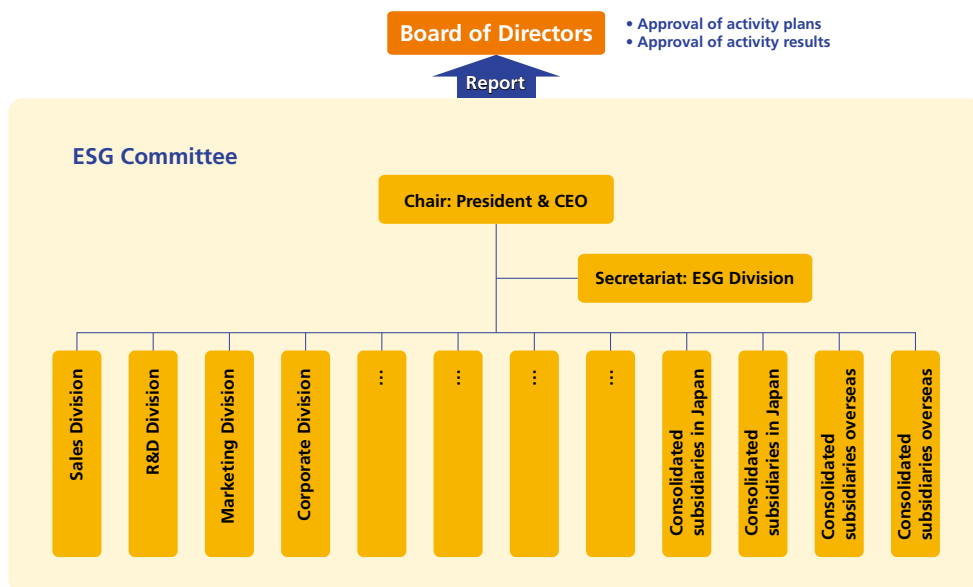 Board of Directors
• Approval of activity plans
• Approval of activity results
Report
ESG Committee
Chair: President & CEO
Secretariat: ESG Division
Sales Division
R&D Division
Marketing Division
Corporate Division
…
…
…
…
Consolidated
subsidiaries in Japan
Consolidated
subsidiaries in Japan
Consolidated
subsidiaries overseas
Consolidated
subsidiaries overseas